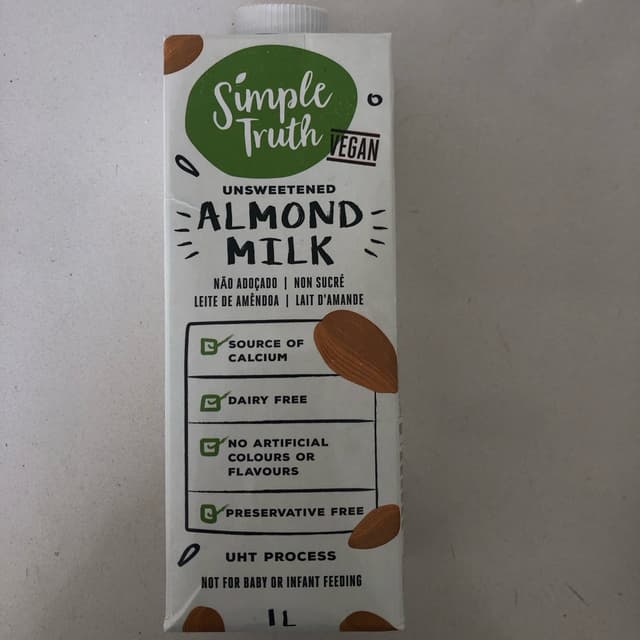 Simple
Truth
VEGAN
UNSWEETENED
ALMOND
MILK
NÃO ADOÇADO | NON SUCRÊ
LEITE DE AMÊNDOA | LAIT D'AMANDE
SOURCE OF
CALCIUM
DAIRY FREE
NO ARTIFICIAL
COLOURS OR
FLAVOURS
PRESERVATIVE FREE
UHT PROCESS
NOT FOR BABY OR INFANT FEEDING
1L